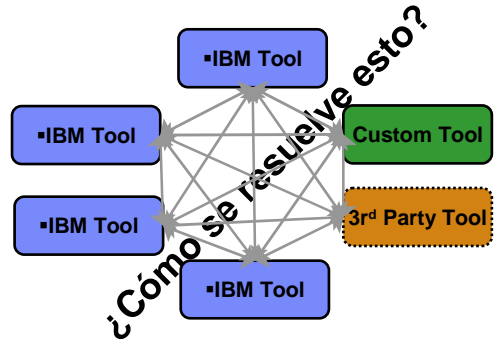 ▪IBM Tool
▪IBM Tool
Custom Tool
▪IBM Tool
3rd Party Tool
▪IBM Tool
¿Cómo se resuelve esto?